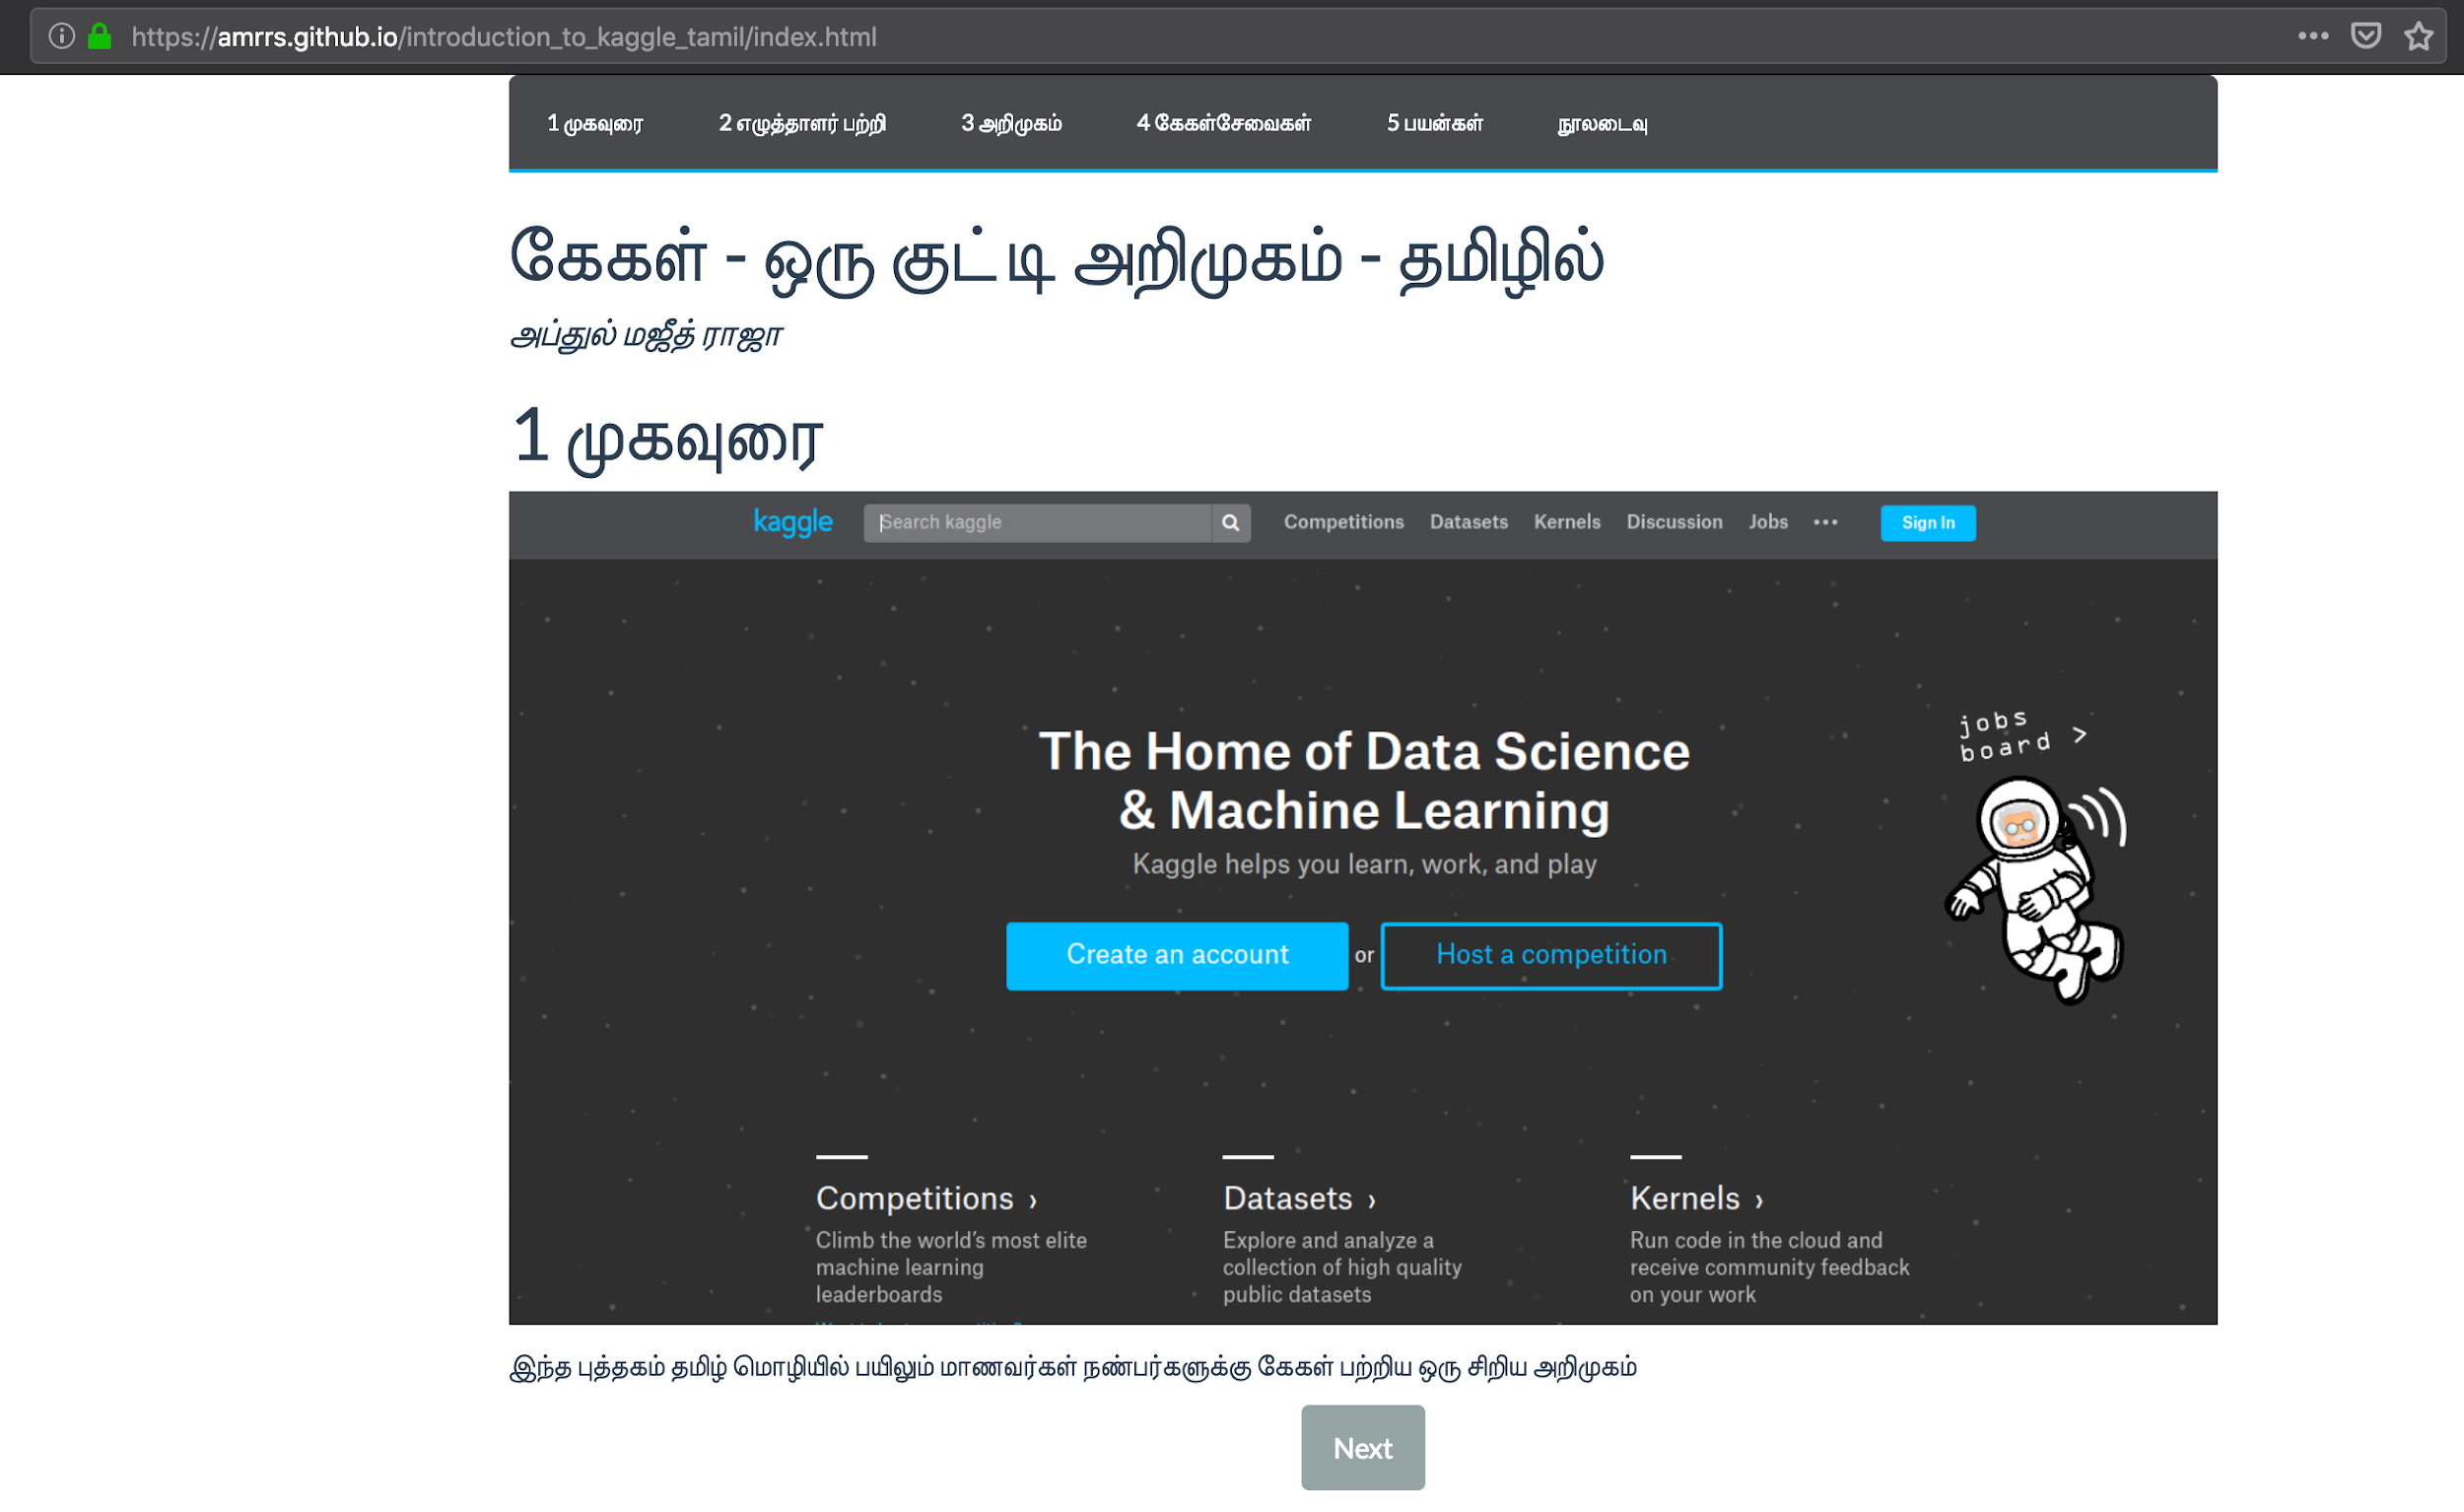 https://amrrs.github.io/introduction_to_kaggle_tamil/index.html
1 முகவுரை 2 எழுத்தாளர் பற்றி 3 அறிமுகம் 4 கேகள்சேவைகள் 5 பயன்கள் நூலடைவு
கேகள் - ஒரு குட்டி அறிமுகம் - தமிழில்
அப்துல் மஜீத் ராஜா
1 முகவுரை
kaggle Search kaggle Competitions Datasets Kernels Discussion Jobs ••• Sign In
jobs
board >
The Home of Data Science
& Machine Learning
Kaggle helps you learn, work, and play
Create an account or Host a competition
Competitions ›
Climb the world's most elite
machine learning
leaderboards
Datasets ›
Explore and analyze a
collection of high quality
public datasets
Kernels ›
Run code in the cloud and
receive community feedback
on your work
இந்த புத்தகம் தமிழ் மொழியில் பயிலும் மாணவர்கள் நண்பர்களுக்கு கேகள் பற்றிய ஒரு சிறிய அறிமுகம்
Next